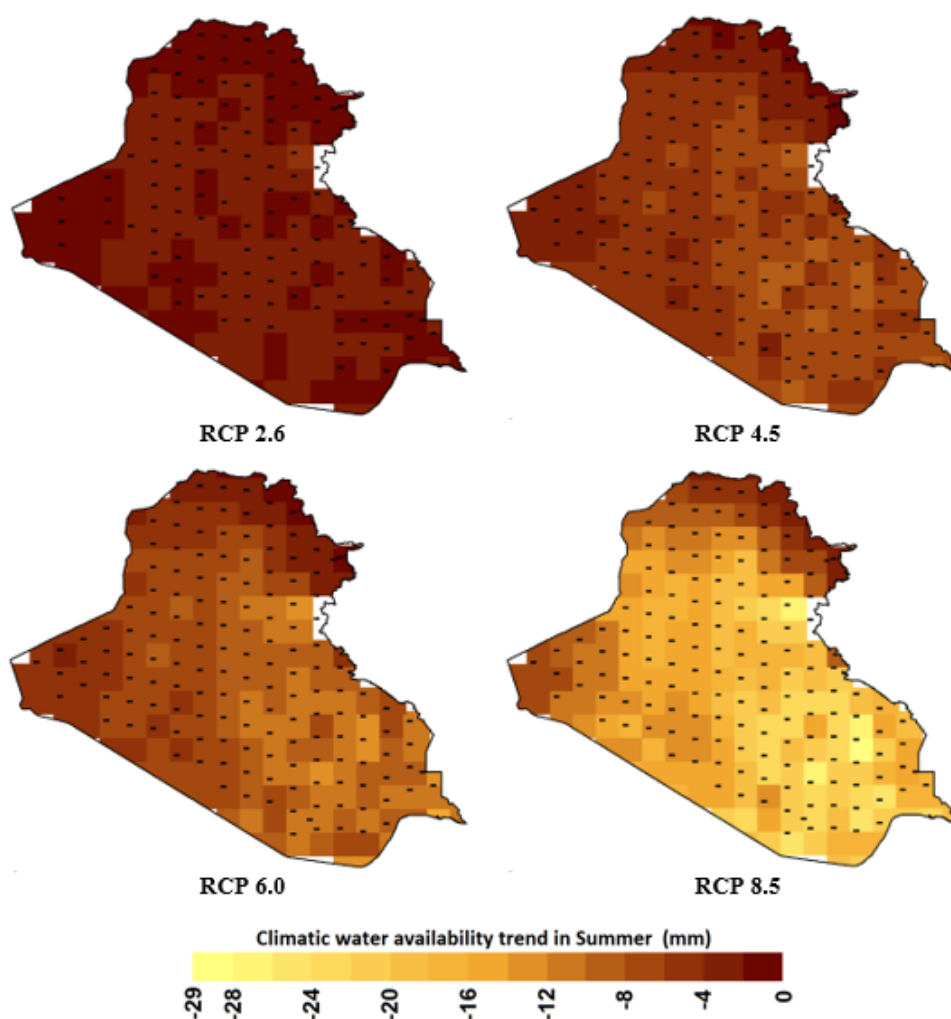 RCP 2.6
RCP 4.5
RCP 6.0
RCP 8.5
Climatic water availability trend in Summer (mm)
-29
-28
-24
-20
-16
-12
-8
-4
0